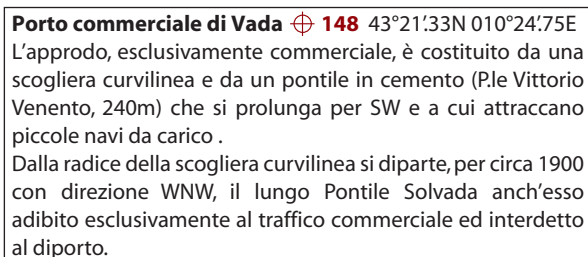 Porto commerciale di Vada 148 43°21'.33N 010°24'.75E
L'approdo, esclusivamente commerciale, è costituito da una
scogliera curvilinea e da un pontile in cemento (P.le Vittorio
Venento, 240m) che si prolunga per SW e a cui attraccano
piccole navi da carico .
Dalla radice della scogliera curvilinea si diparte, per circa 1900
con direzione WNW, il lungo Pontile Solvada anch'esso
adibito esclusivamente al traffico commerciale ed interdetto
al diporto.